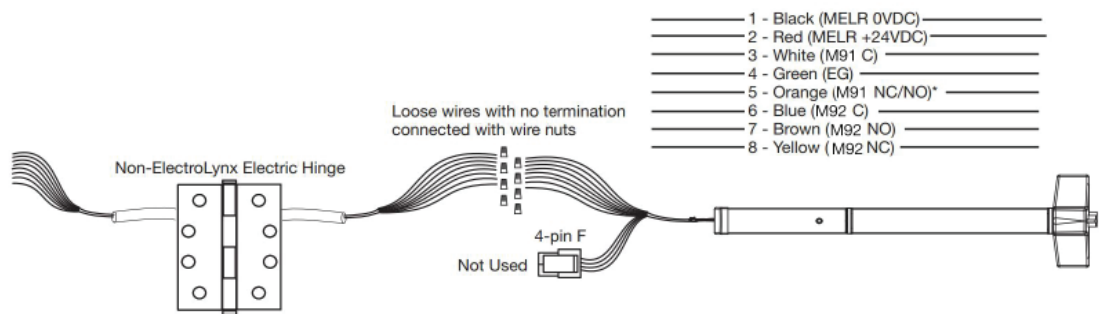 1 - Black (MELR 0VDC)
2 - Red (MELR +24VDC)
3 - White (M91 C)
4 - Green (EG)
5 - Orange (M91 NC/NO)*
6 - Blue (M92 C)
7 - Brown (M92 NO)
8 - Yellow (M92 NC)
Loose wires with no termination
connected with wire nuts
Non-ElectroLynx Electric Hinge
4-pin F
Not Used